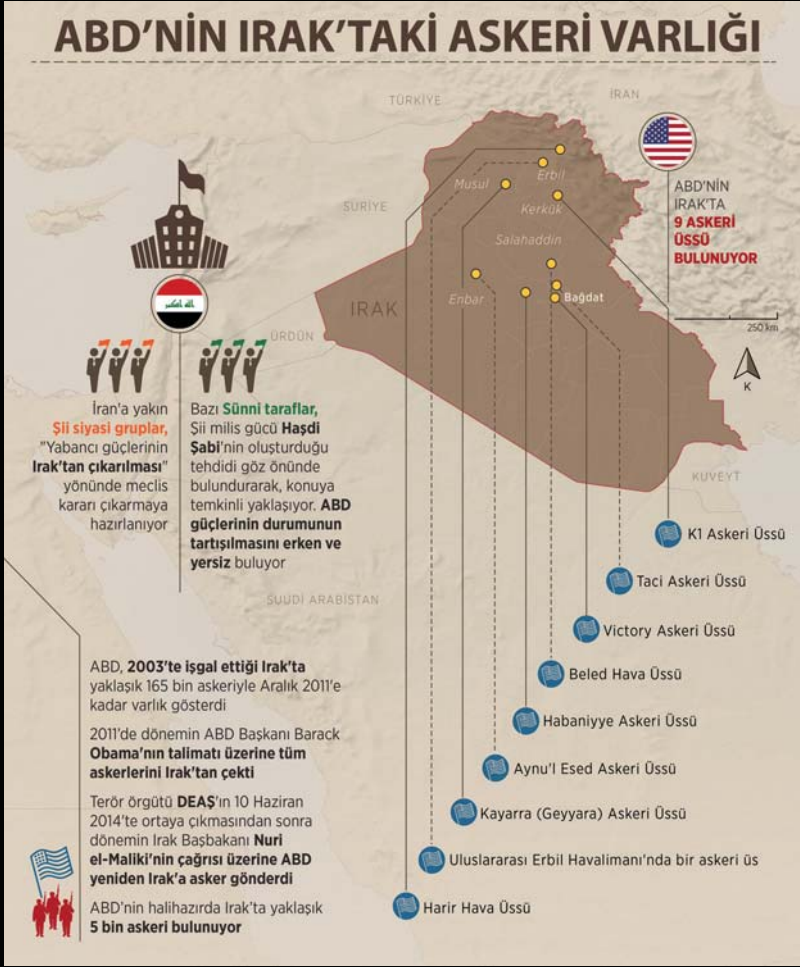 ABD'NİN IRAK'TAKİ ASKERİ VARLIĞI
TÜRKİYE
İRAN
SURİYE
Musul
Erbil
Kerkük
Salahaddin
Enbar
Bağdat
IRAK
ÜRDÜN
KUVEYT
SUUDİ ARABİSTAN
ABD'NİN
IRAK'TA
9 ASKERİ
ÜSSÜ
BULUNUYOR
250 km
K
İran'a yakın
Şii siyasi gruplar,
"Yabancı güçlerinin
Irak'tan çıkarılması"
yönünde meclis
kararı çıkarmaya
hazırlanıyor
Bazı Sünni taraflar,
Şii milis gücü Haşdi
Şabi'nin oluşturduğu
tehdidi göz önünde
bulundurarak, konuya
temkinli yaklaşıyor. ABD
güçlerinin durumunun
tartışılmasını erken ve
yersiz buluyor
K1 Askeri Üssü
Taci Askeri Üssü
Victory Askeri Üssü
Beled Hava Üssü
Habaniyye Askeri Üssü
Aynu'l Esed Askeri Üssü
Kayarra (Geyyara) Askeri Üssü
Uluslararası Erbil Havalimanı'nda bir askeri üs
Harir Hava Üssü
ABD, 2003'te işgal ettiği Irak'ta
yaklaşık 165 bin askeriyle Aralık 2011'e
kadar varlık gösterdi
2011'de dönemin ABD Başkanı Barack
Obama'nın talimatı üzerine tüm
askerlerini Irak'tan çekti
Terör örgütü DEAŞ'ın 10 Haziran
2014'te ortaya çıkmasından sonra
dönemin Irak Başbakanı Nuri
el-Maliki'nin çağrısı üzerine ABD
yeniden Irak'a asker gönderdi
ABD'nin halihazırda Irak'ta yaklaşık
5 bin askeri bulunuyor